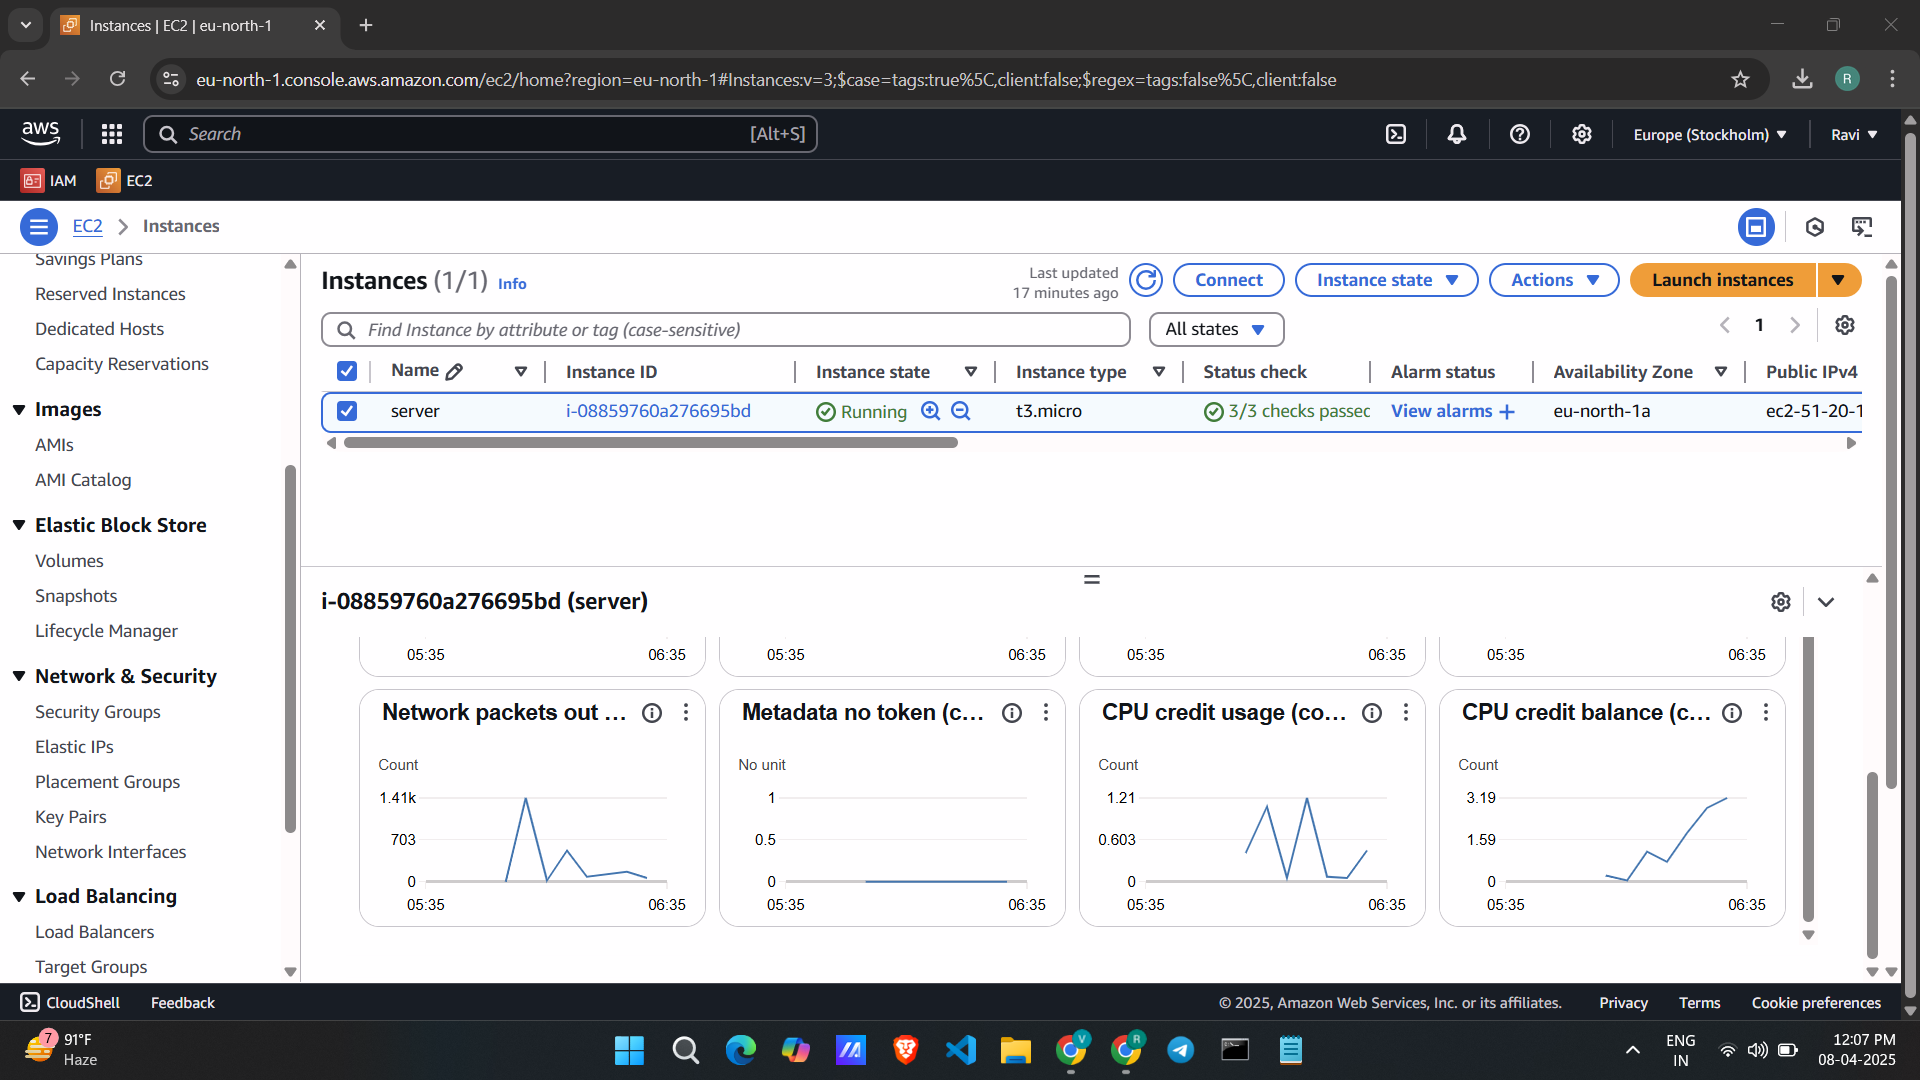 Instances | EC2 | eu-north-1
eu-north-1.console.aws.amazon.com/ec2/home?region=eu-north-1#Instances:v=3;$case=tags:true%5C,client:false;$regex=tags:false%5C,client:false
R
aws
Search
[Alt+S]
Europe (Stockholm)
Ravi
IAM
EC2
EC2
Instances
Savings Plans
Reserved Instances
Dedicated Hosts
Capacity Reservations
Images
AMIs
AMI Catalog
Elastic Block Store
Volumes
Snapshots
Lifecycle Manager
Network & Security
Security Groups
Elastic IPs
Placement Groups
Key Pairs
Network Interfaces
Load Balancing
Load Balancers
Target Groups
Instances (1/1) Info
Last updated
17 minutes ago
Connect
Instance state
Actions
Launch instances
Find Instance by attribute or tag (case-sensitive)
All states
1
Name
Instance ID
Instance state
Instance type
Status check
Alarm status
Availability Zone
Public IPv4
server
i-08859760a276695bd
Running
t3.micro
3/3 checks passec
View alarms +
eu-north-1a
ec2-51-20-1
i-08859760a276695bd (server)
05:35 06:35
05:35 06:35
05:35 06:35
05:35 06:35
Network packets out ...
Count
1.41k
703
0
05:35 06:35
Metadata no token (c...
No unit
1
0.5
0
05:35 06:35
CPU credit usage (co...
Count
1.21
0.603
0
05:35 06:35
CPU credit balance (c...
Count
3.19
1.59
0
05:35 06:35
CloudShell
Feedback
© 2025, Amazon Web Services, Inc. or its affiliates.
Privacy
Terms
Cookie preferences
7
91°F
Haze
V
R
ENG
IN
12:07 PM
08-04-2025